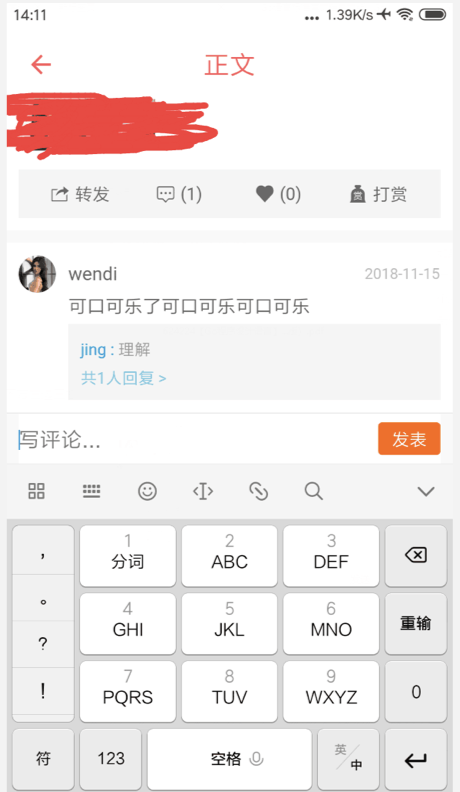 14:11 ... 1.39K/s
正文
转发 (1) (0) 打赏
wendi 2018-11-15
可口可乐了可口可乐可口可乐
jing : 理解
共1人回复 >
写评论... 发表
, 1 2 3
分词 ABC DEF
。 4 5 6
? GHI JKL MNO 重输
! 7 8 9 0
PQRS TUV WXYZ
符 123 空格 英/中